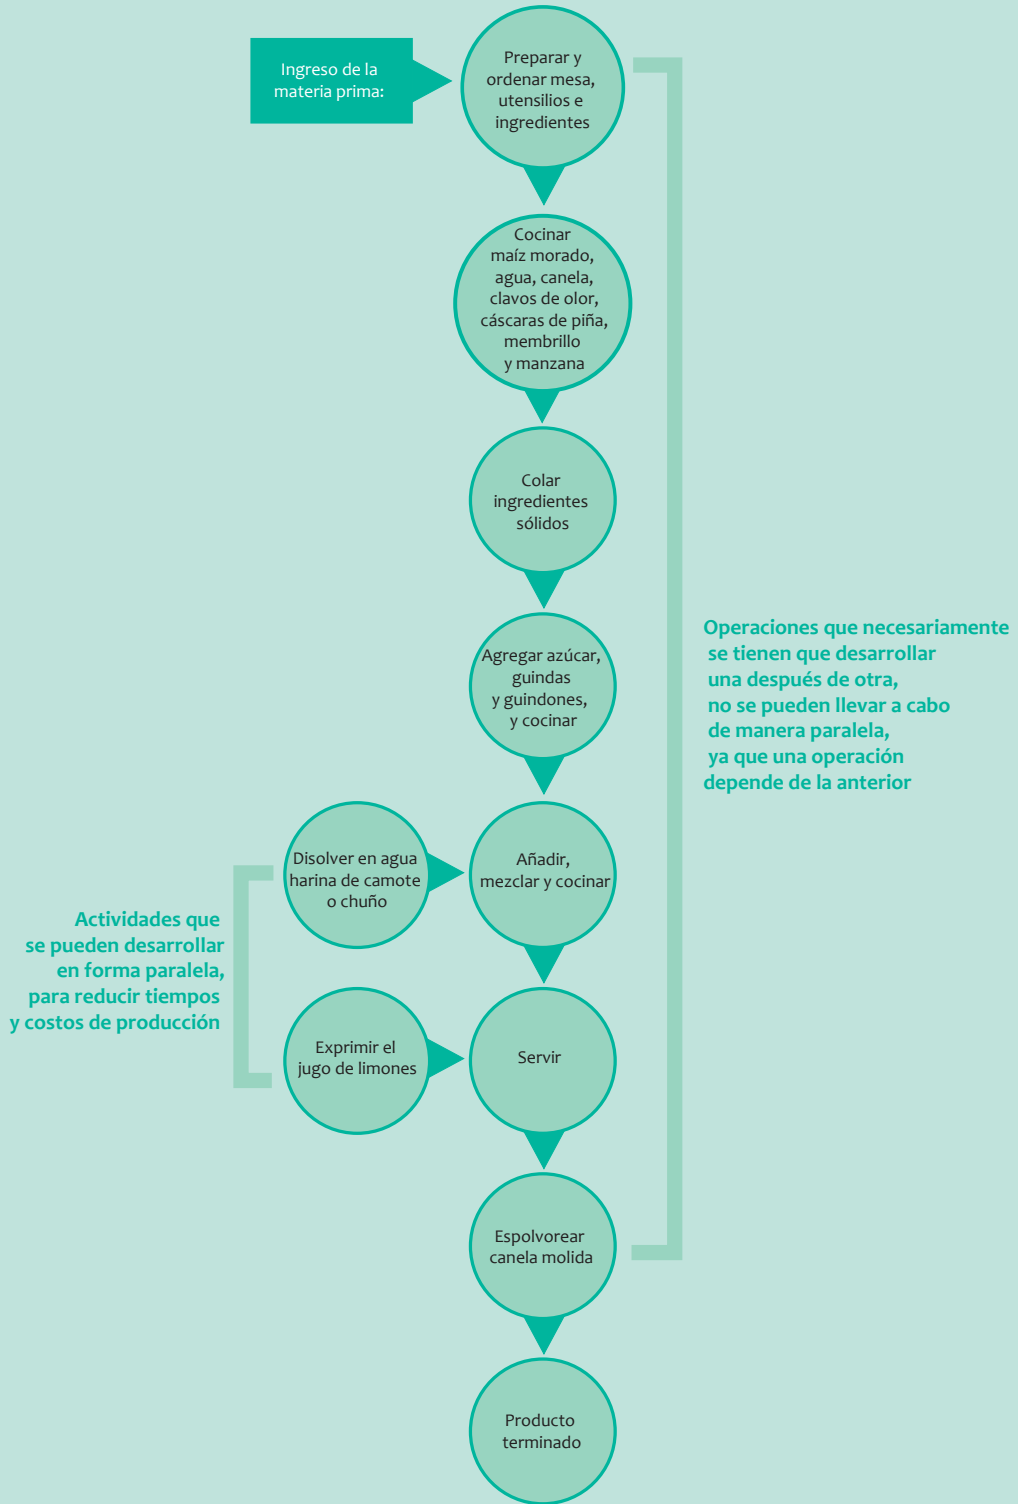 Ingreso de la
materia prima:
Preparar y
ordenar mesa,
utensilios e
ingredientes
Cocinar
maíz morado,
agua, canela,
clavos de olor,
cáscaras de piña,
membrillo
y manzana
Colar
ingredientes
sólidos
Agregar azúcar,
guindas
y guindones,
y cocinar
Operaciones que necesariamente
se tienen que desarrollar
una después de otra,
no se pueden llevar a cabo
de manera paralela,
ya que una operación
depende de la anterior
Disolver en agua
harina de camote
o chuño
Añadir,
mezclar y cocinar
Actividades que
se pueden desarrollar
en forma paralela,
para reducir tiempos
y costos de producción
Exprimir el
jugo de limones
Servir
Espolvorear
canela molida
Producto
terminado